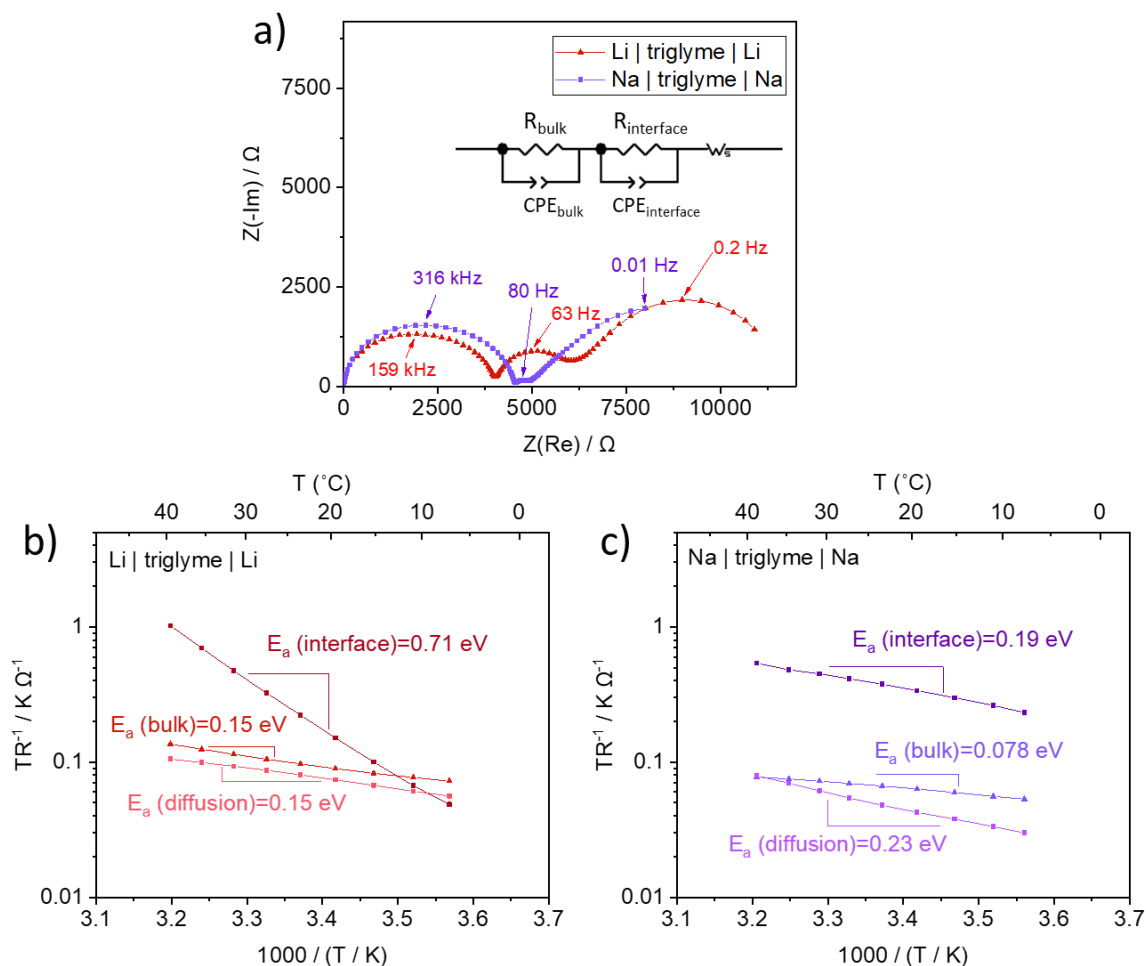 a)
Li | triglyme | Li
Na | triglyme | Na
R_bulk
R_interface
W_s
CPE_bulk
CPE_interface
Z(-Im) / Ω
7500
5000
2500
0
316 kHz
159 kHz
80 Hz
63 Hz
0.01 Hz
0.2 Hz
0
2500
5000
7500
10000
Z(Re) / Ω
b)
T (˚C)
40
30
20
10
0
Li | triglyme | Li
E_a (interface)=0.71 eV
E_a (bulk)=0.15 eV
E_a (diffusion)=0.15 eV
TR⁻¹ / K Ω⁻¹
1
0.1
0.01
3.1
3.2
3.3
3.4
3.5
3.6
3.7
1000 / (T / K)
c)
T (˚C)
40
30
20
10
0
Na | triglyme | Na
E_a (interface)=0.19 eV
E_a (bulk)=0.078 eV
E_a (diffusion)=0.23 eV
TR⁻¹ / K Ω⁻¹
1
0.1
0.01
3.1
3.2
3.3
3.4
3.5
3.6
3.7
1000 / (T / K)